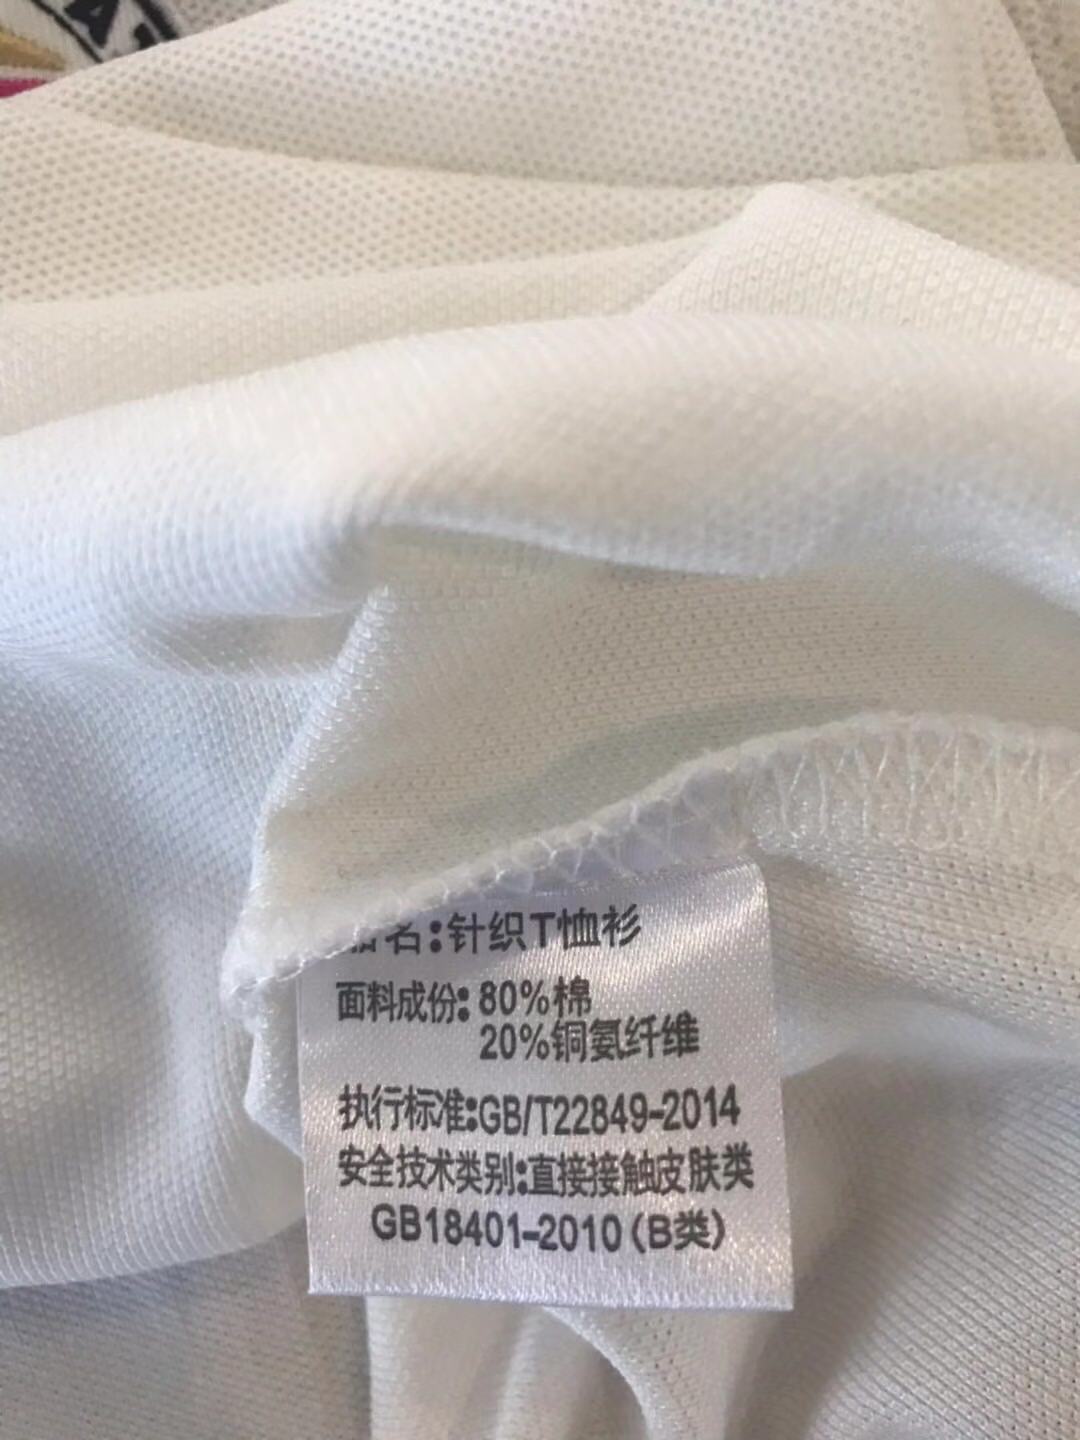 品名:针织T恤衫
面料成份:80%棉
20%铜氨纤维
执行标准:GB/T22849-2014
安全技术类别:直接接触皮肤类
GB18401-2010(B类)